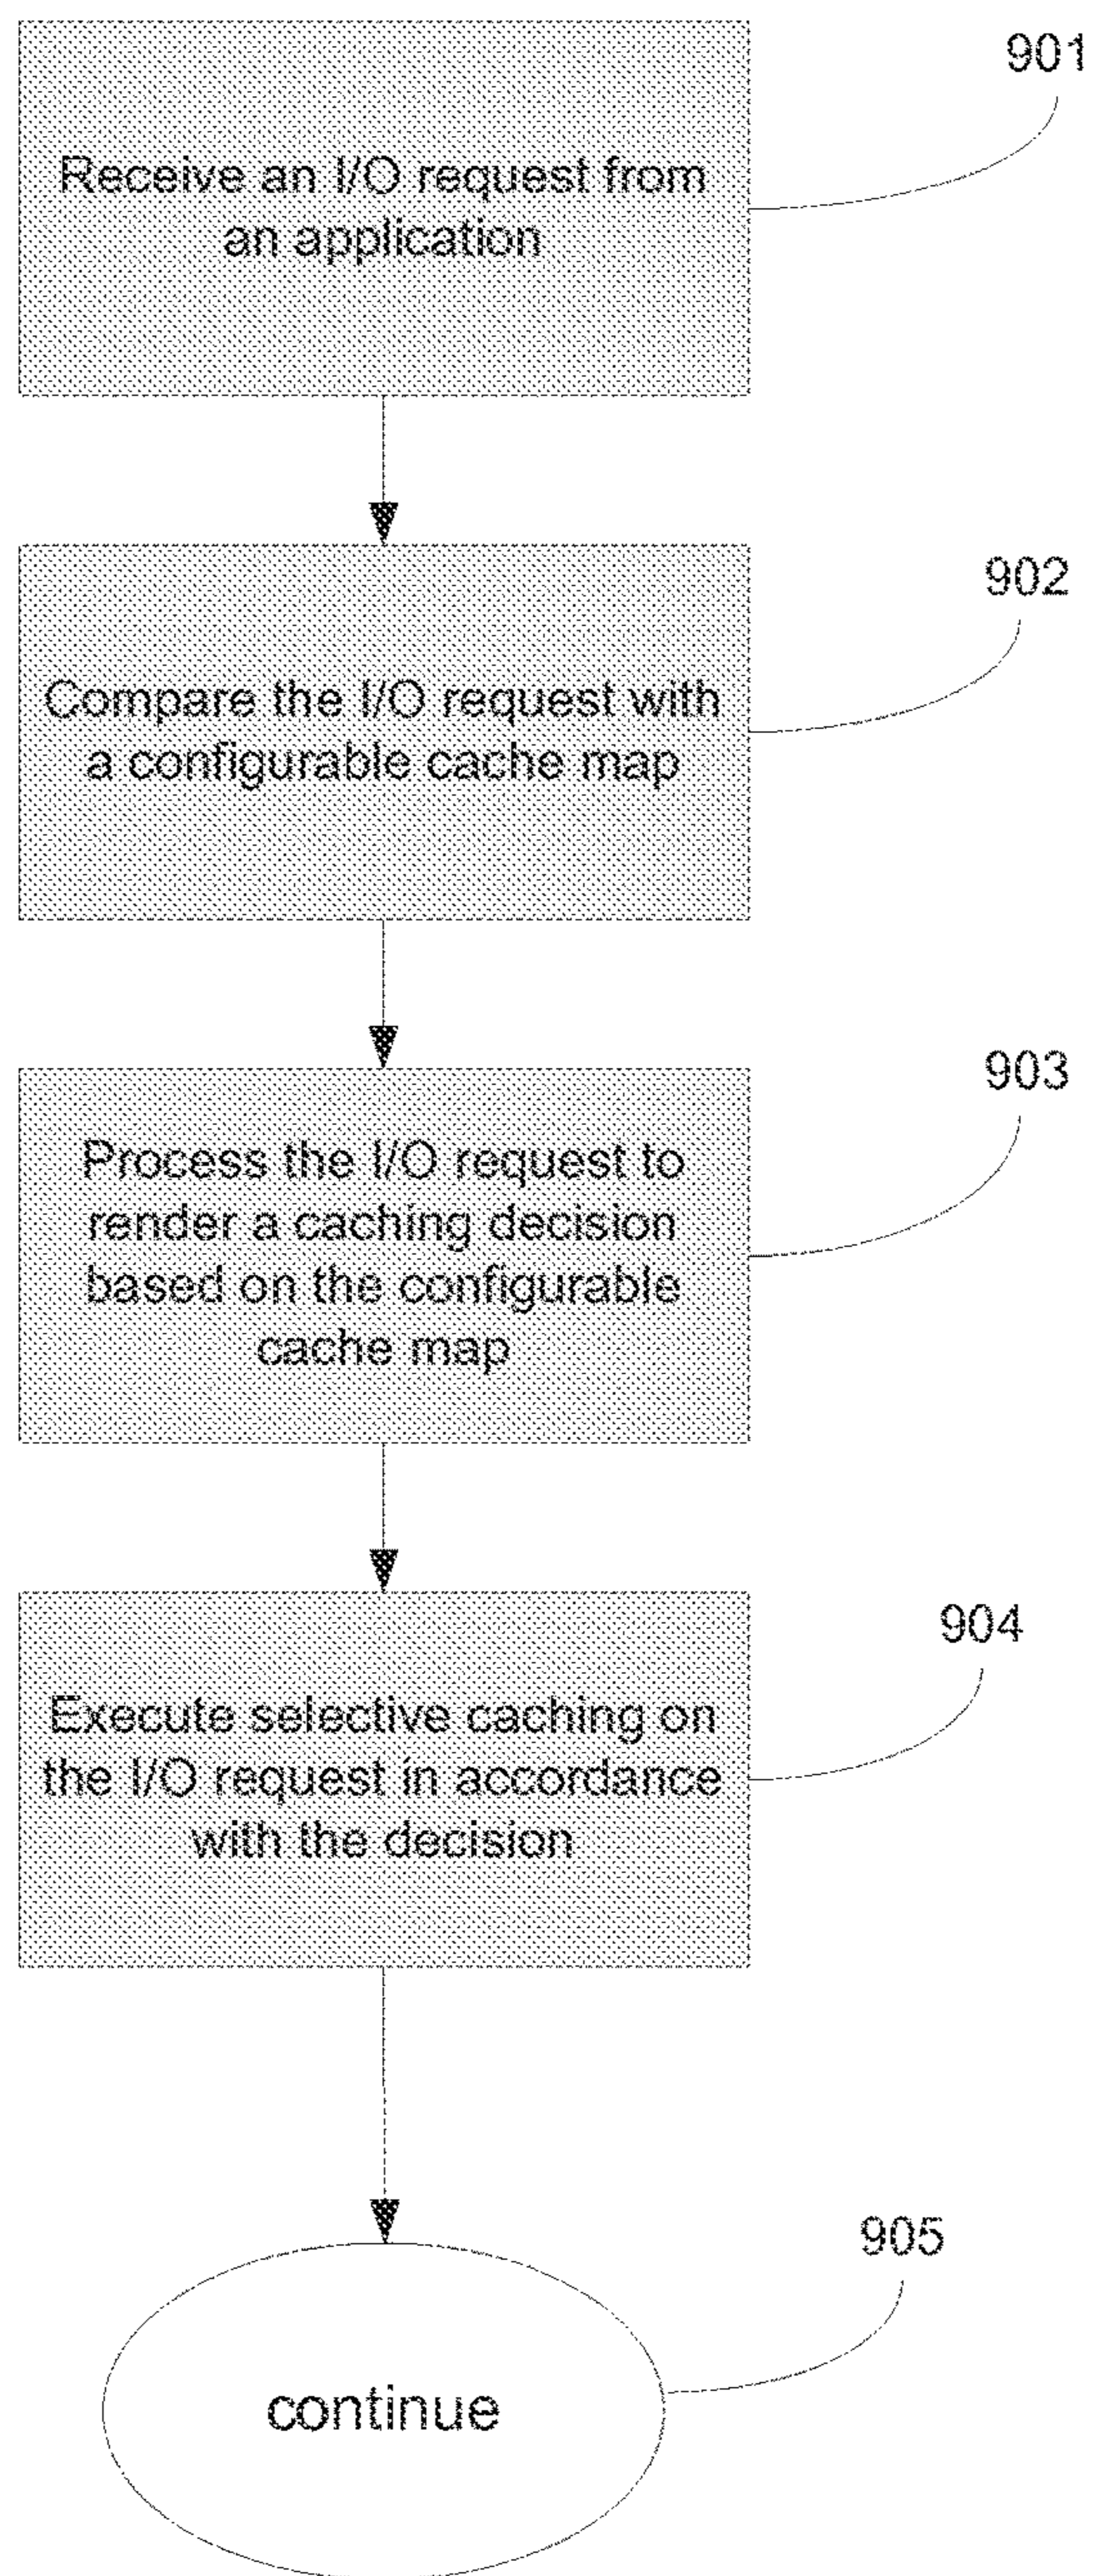 901
Receive an I/O request from
an application
902
Compare the I/O request with
a configurable cache map
903
Process the I/O request to
render a caching decision
based on the configurable
cache map
904
Execute selective caching on
the I/O request in accordance
with the decision
905
continue